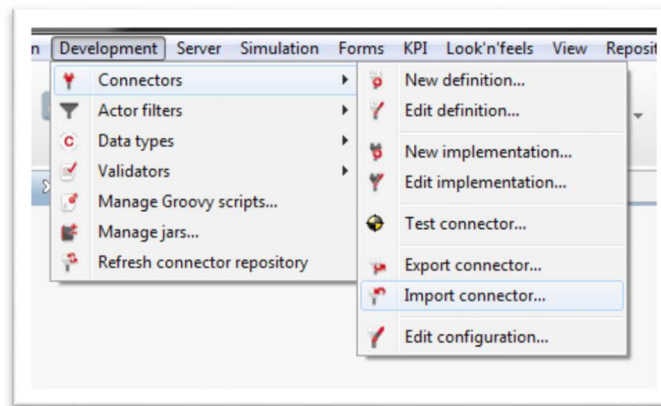 n Development Server Simulation Forms KPI Look'n'feels View Reposit
Connectors
Actor filters
Data types
Validators
Manage Groovy scripts...
Manage jars...
Refresh connector repository
New definition...
Edit definition...
New implementation...
Edit implementation...
Test connector...
Export connector...
Import connector...
Edit configuration...